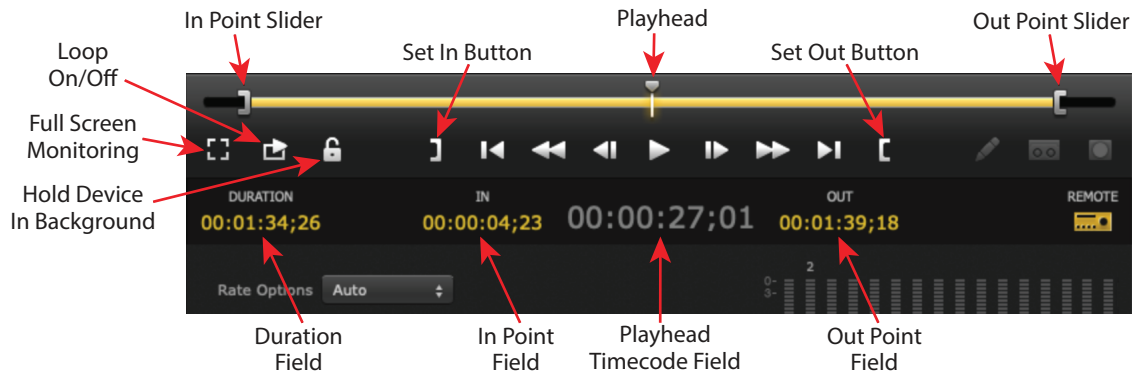 In Point Slider
Playhead
Out Point Slider
Loop
On/Off
Set In Button
Set Out Button
Full Screen
Monitoring
Hold Device
In Background
DURATION
IN
OUT
REMOTE
00:01:34;26
00:00:04;23
00:00:27;01
00:01:39;18
Rate Options
Auto
2
0-
3-
Duration
Field
In Point
Field
Playhead
Timecode Field
Out Point
Field